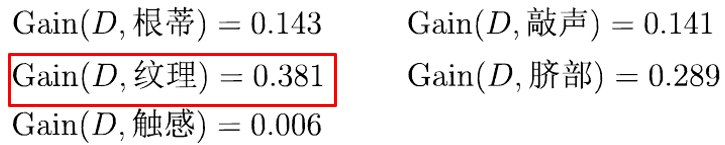 Gain(D, 根蒂) = 0.143 Gain(D, 敲声) = 0.141
Gain(D, 纹理) = 0.381 Gain(D, 脐部) = 0.289
Gain(D, 触感) = 0.006